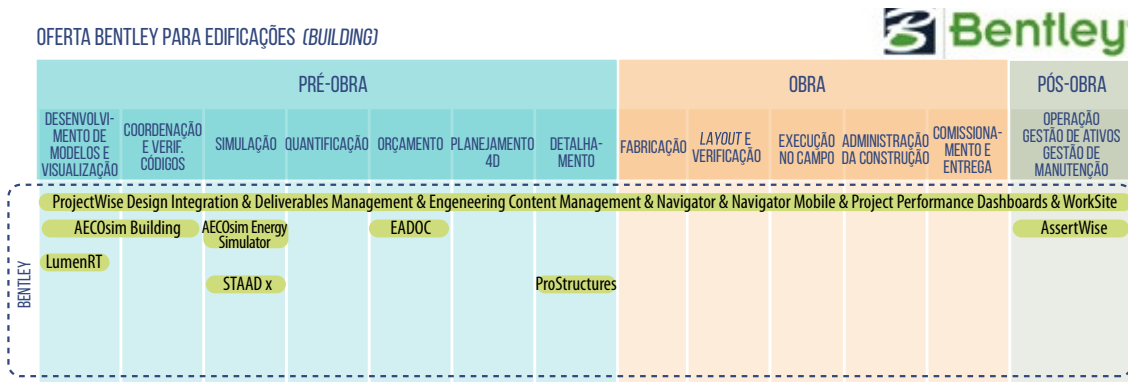 OFERTA BENTLEY PARA EDIFICAÇÕES (BUILDING)
Bentley
PRÉ-OBRA
OBRA
PÓS-OBRA
DESENVOLVI-
MENTO DE
MODELOS E
VISUALIZAÇÃO
COORDENAÇÃO
E VERIF.
CÓDIGOS
SIMULAÇÃO
QUANTIFICAÇÃO
ORÇAMENTO
PLANEJAMENTO
4D
DETALHA-
MENTO
FABRICAÇÃO
LAYOUT E
VERIFICAÇÃO
EXECUÇÃO
NO CAMPO
ADMINISTRAÇÃO
DA CONSTRUÇÃO
COMISSIONA-
MENTO E
ENTREGA
OPERAÇÃO
GESTÃO DE ATIVOS
GESTÃO DE
MANUTENÇÃO
BENTLEY
ProjectWise Design Integration & Deliverables Management & Engeneering Content Management & Navigator & Navigator Mobile & Project Performance Dashboards & WorkSite
AECOsim Building
AECOsim Energy
Simulator
EADOC
AssertWise
LumenRT
STAAD x
ProStructures